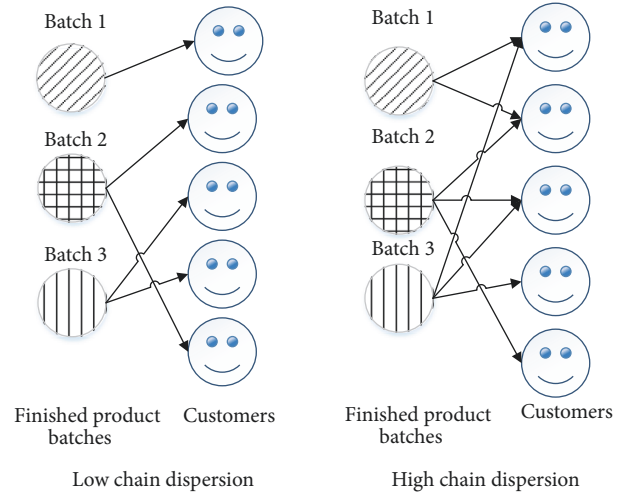 Batch 1
Batch 2
Batch 3
Finished product
batches
Customers
Low chain dispersion
Batch 1
Batch 2
Batch 3
Finished product
batches
Customers
High chain dispersion